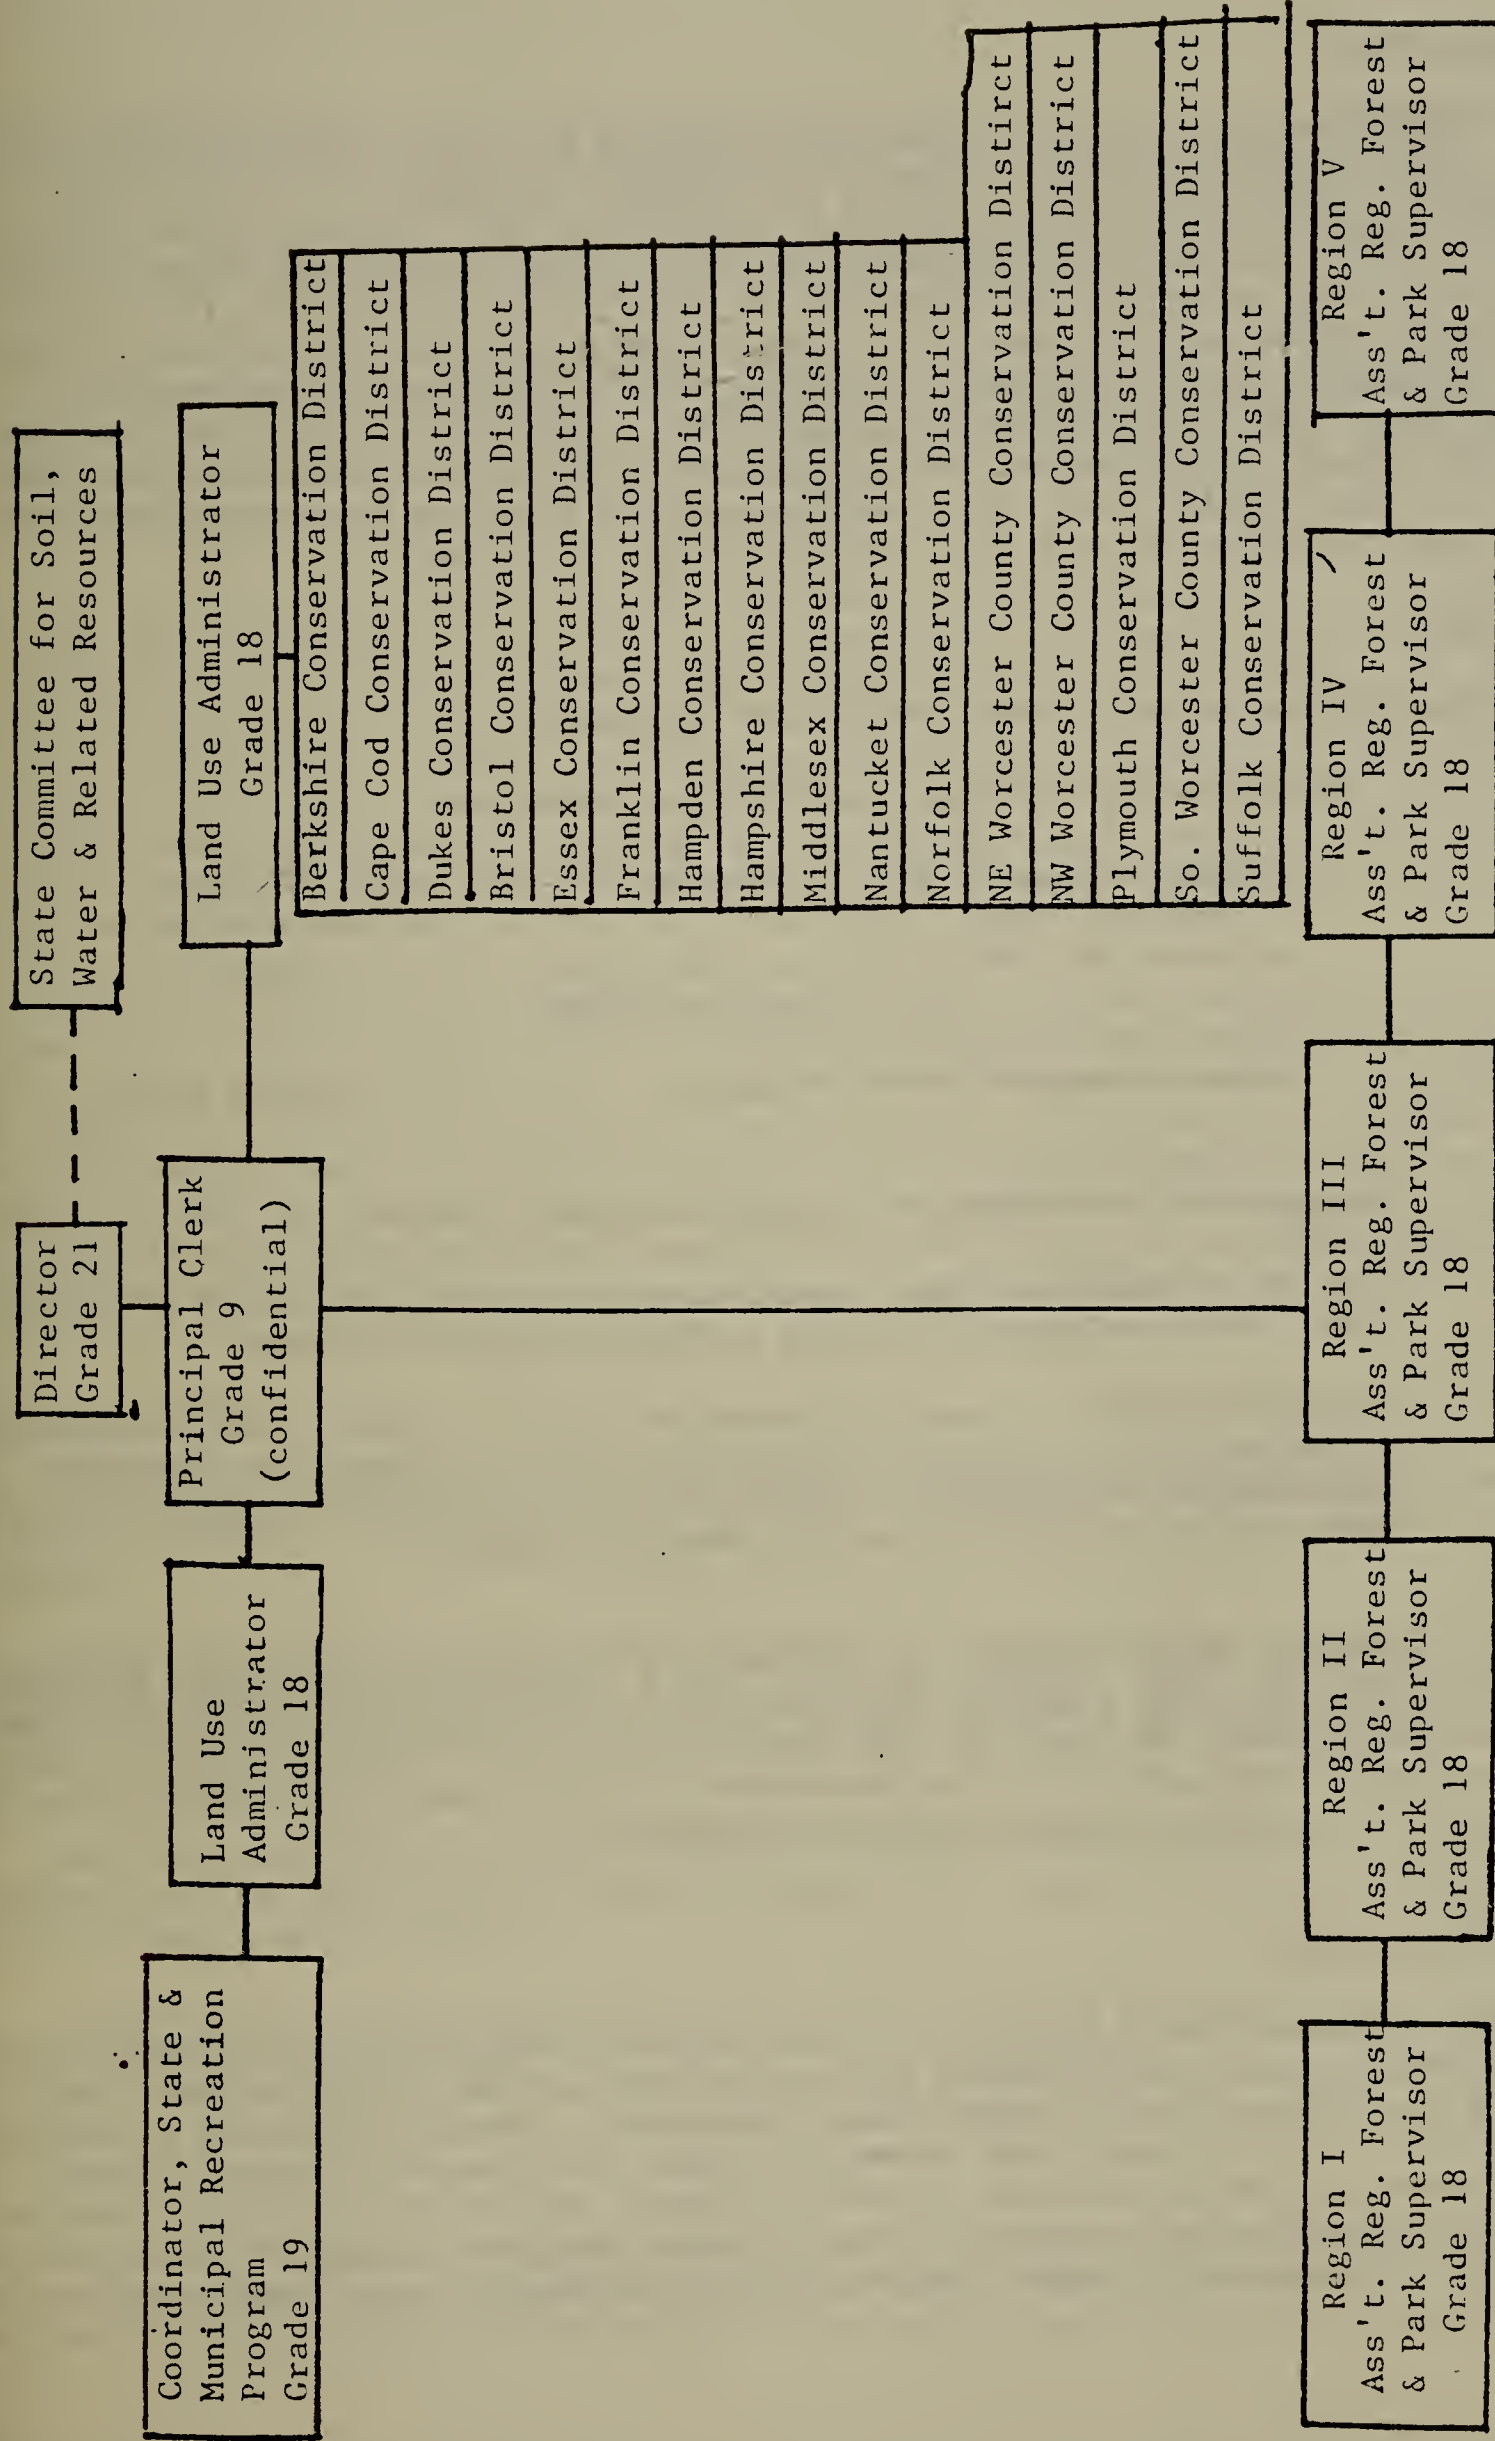 Director
Grade 21
State Committee for Soil,
Water & Related Resources
Coordinator, State &
Municipal Recreation
Program
Grade 19
Land Use
Administrator
Grade 18
Principal Clerk
Grade 9
(confidential)
Land Use Administrator
Grade 18
Berkshire Conservation District
Cape Cod Conservation District
Dukes Conservation District
Bristol Conservation District
Essex Conservation District
Franklin Conservation District
Hampden Conservation District
Hampshire Conservation District
Middlesex Conservation District
Nantucket Conservation District
Norfolk Conservation District
NE Worcester County Conservation Distirct
NW Worcester County Conservation District
Plymouth Conservation District
So. Worcester County Conservation District
Suffolk Conservation District
Region I
Ass't. Reg. Forest
& Park Supervisor
Grade 18
Region II
Ass't. Reg. Forest
& Park Supervisor
Grade 18
Region III
Ass't. Reg. Forest
& Park Supervisor
Grade 18
Region IV
Ass't. Reg. Forest
& Park Supervisor
Grade 18
Region V
Ass't. Reg. Forest
& Park Supervisor
Grade 18